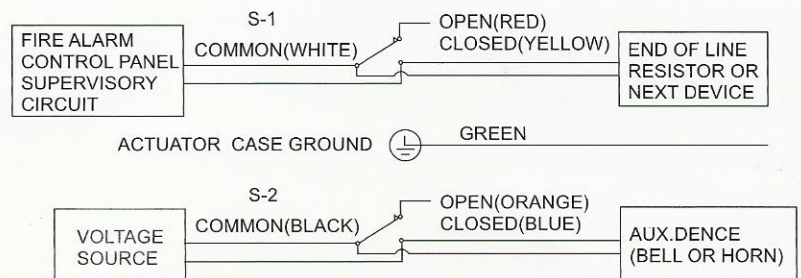 S-1
OPEN(RED)
CLOSED(YELLOW)
FIRE ALARM
CONTROL PANEL
SUPERVISORY
CIRCUIT
COMMON(WHITE)
END OF LINE
RESISTOR OR
NEXT DEVICE
ACTUATOR CASE GROUND
GREEN
S-2
OPEN(ORANGE)
CLOSED(BLUE)
COMMON(BLACK)
VOLTAGE
SOURCE
AUX.DENCE
(BELL OR HORN)